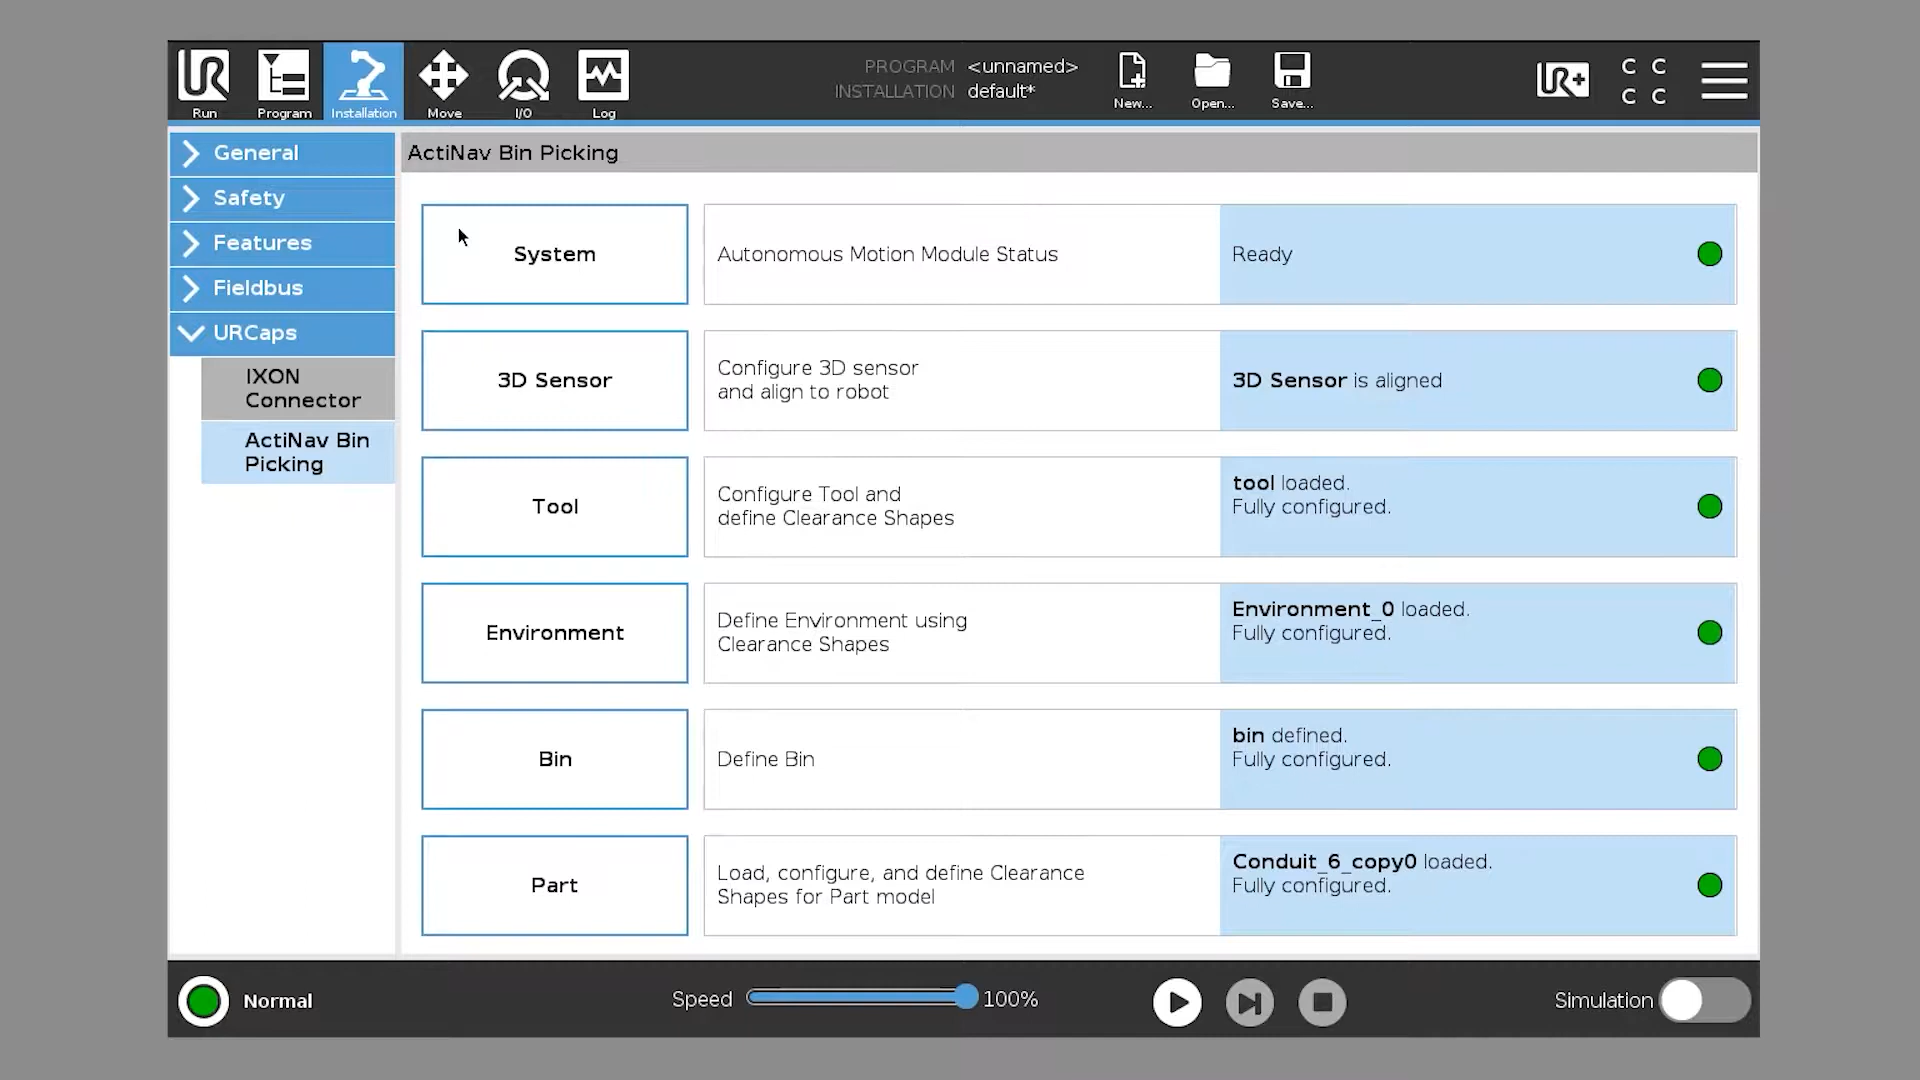 Run
Program
Installation
Move
I/O
Log
PROGRAM <unnamed>
INSTALLATION default*
New...
Open...
Save...
UR+
C C
C C
General
Safety
Features
Fieldbus
URCaps
IXON
Connector
ActiNav Bin
Picking
ActiNav Bin Picking
System
Autonomous Motion Module Status
Ready
3D Sensor
Configure 3D sensor
and align to robot
3D Sensor is aligned
Tool
Configure Tool and
define Clearance Shapes
tool loaded.
Fully configured.
Environment
Define Environment using
Clearance Shapes
Environment_0 loaded.
Fully configured.
Bin
Define Bin
bin defined.
Fully configured.
Part
Load, configure, and define Clearance
Shapes for Part model
Conduit_6_copy0 loaded.
Fully configured.
Normal
Speed 100%
Simulation